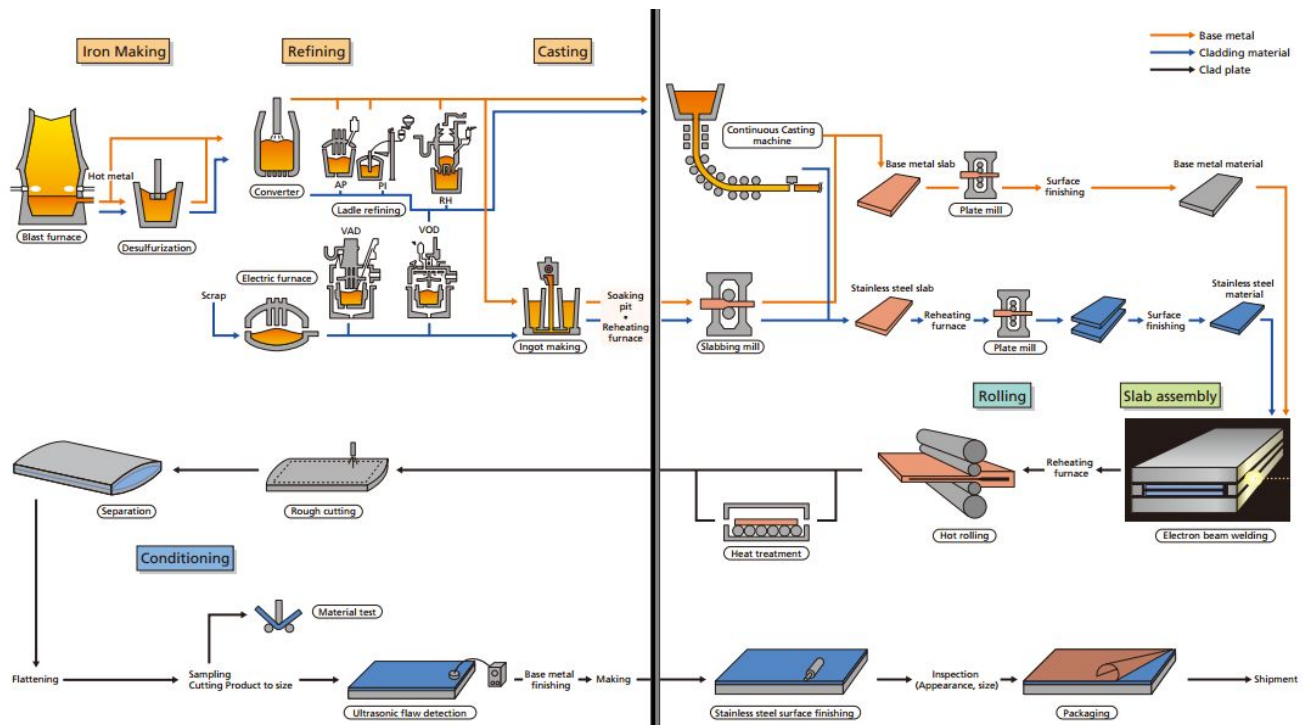 Iron Making
Refining
Casting
Base metal
Cladding material
Clad plate
Hot metal
Blast furnace
Desulfurization
Converter
AP
PI
RH
Ladle refining
Continuous Casting
machine
Base metal slab
Plate mill
Surface
finishing
Base metal material
VAD
VOD
Electric furnace
Scrap
Ingot making
Soaking
pit
•
Reheating
furnace
Slabbing mill
Stainless steel slab
Reheating
furnace
Plate mill
Surface
finishing
Stainless steel
material
Rolling
Slab assembly
Separation
Rough cutting
Heat treatment
Hot rolling
Reheating
furnace
Electron beam welding
Conditioning
Material test
Flattening
Sampling
Cutting Product to size
Ultrasonic flaw detection
Base metal
finishing
Making
Stainless steel surface finishing
Inspection
(Appearance, size)
Packaging
Shipment